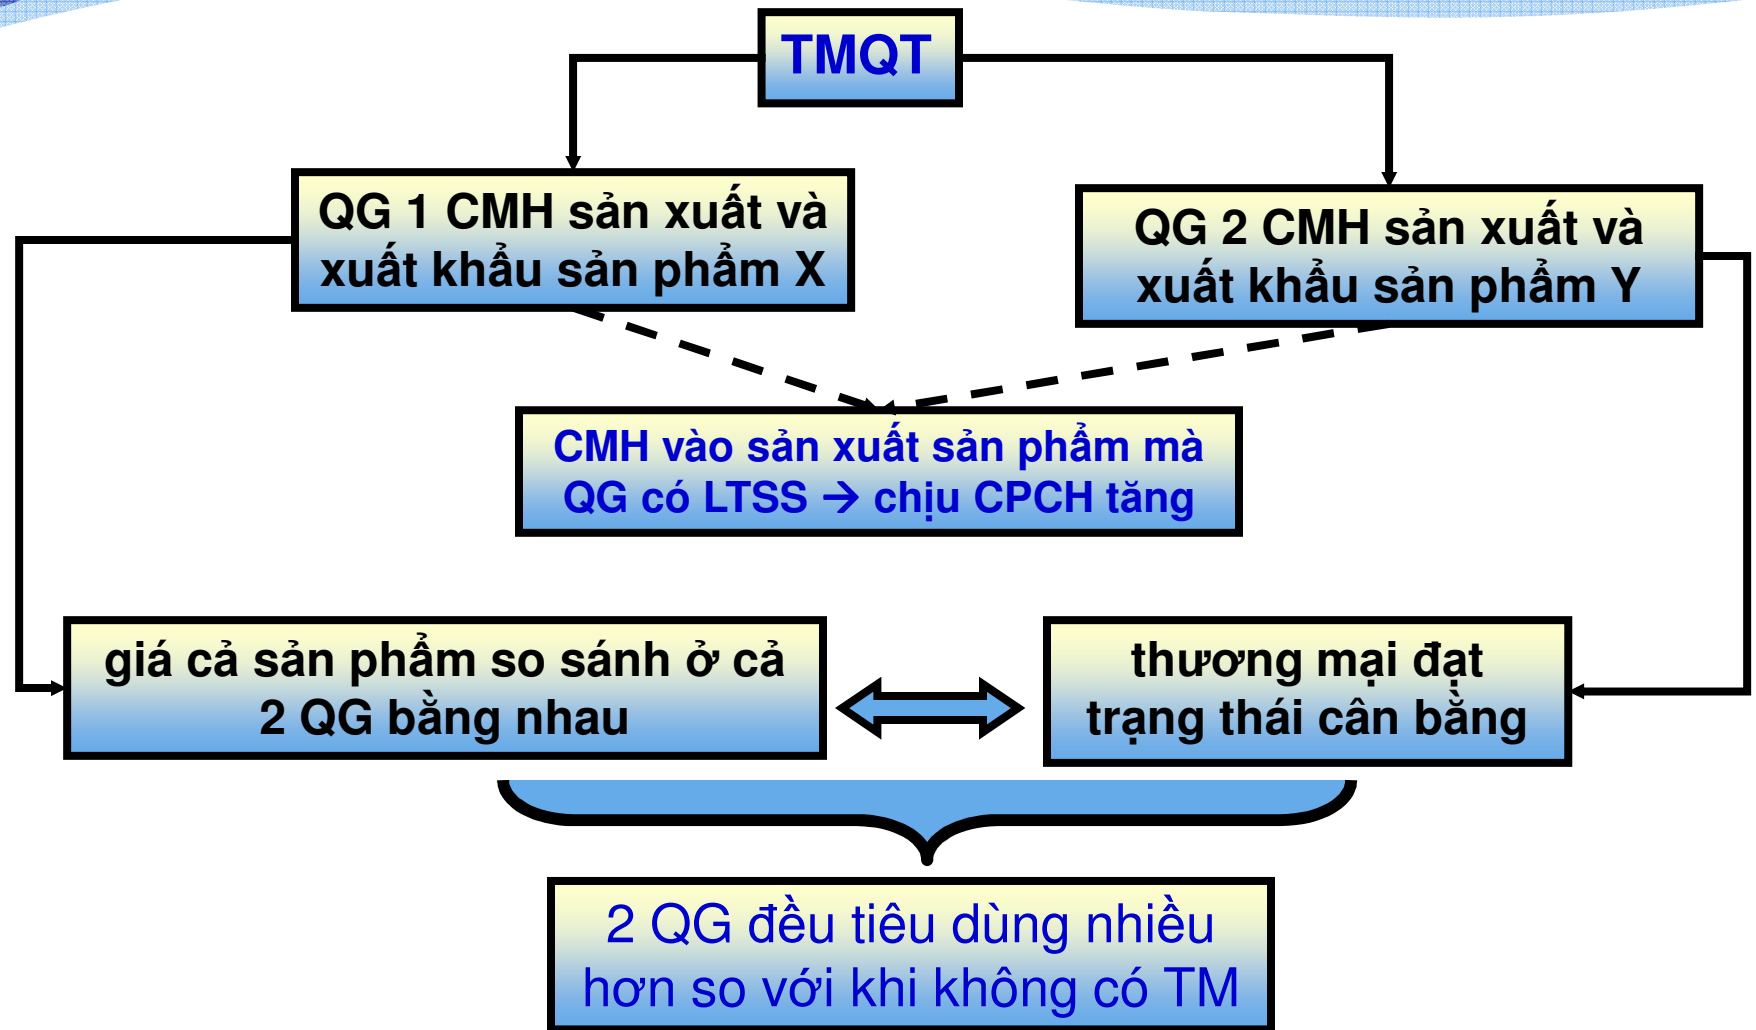 TMQT
QG 1 CMH sản xuất và
xuất khẩu sản phẩm X
QG 2 CMH sản xuất và
xuất khẩu sản phẩm Y
CMH vào sản xuất sản phẩm mà
QG có LTSS → chịu CPCH tăng
giá cả sản phẩm so sánh ở cả
2 QG bằng nhau
thương mại đạt
trạng thái cân bằng
2 QG đều tiêu dùng nhiều
hơn so với khi không có TM